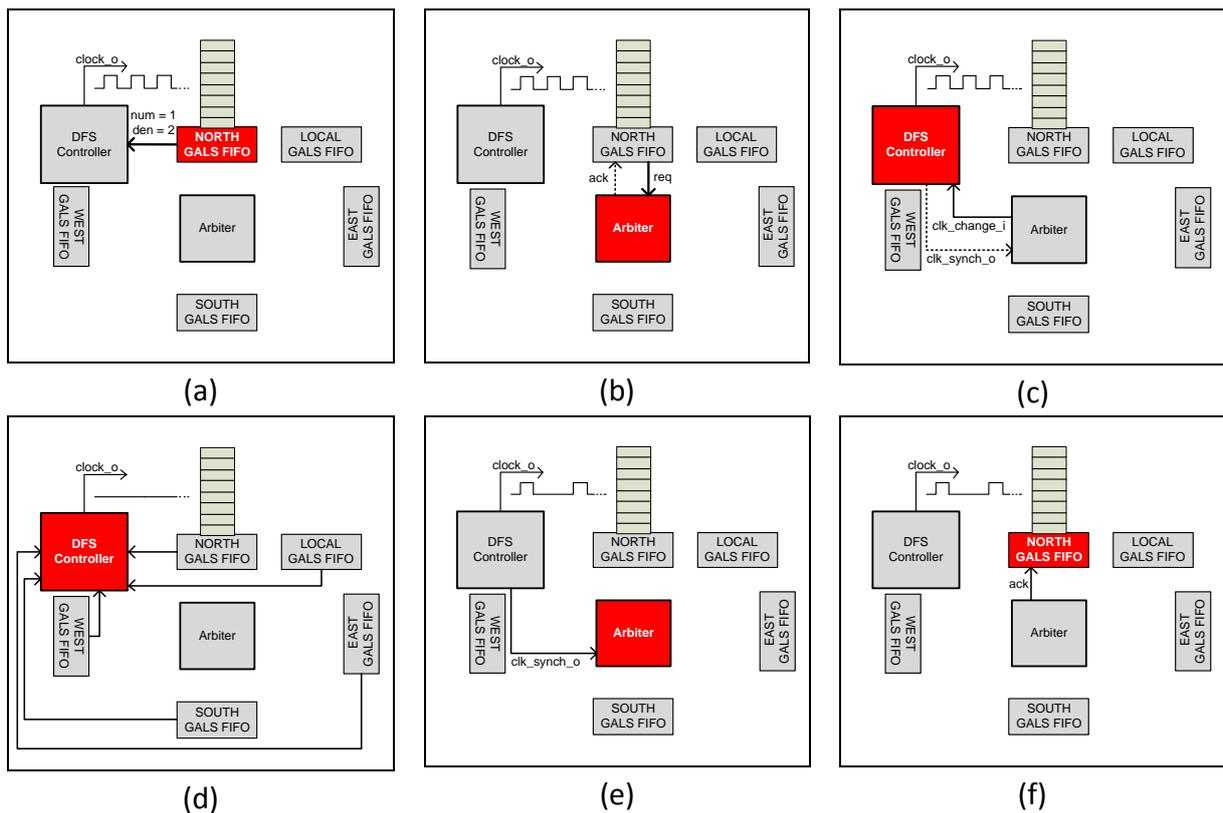 clock_o
num = 1
den = 2
DFS
Controller
NORTH
GALS FIFO
LOCAL
GALS FIFO
WEST
GALS FIFO
Arbiter
EAST
GALS FIFO
SOUTH
GALS FIFO
(a)
clock_o
DFS
Controller
NORTH
GALS FIFO
LOCAL
GALS FIFO
ack
req
WEST
GALS FIFO
Arbiter
EAST
GALS FIFO
SOUTH
GALS FIFO
(b)
clock_o
DFS
Controller
NORTH
GALS FIFO
LOCAL
GALS FIFO
WEST
GALS FIFO
clk_change_i
Arbiter
EAST
GALS FIFO
clk_synch_o
SOUTH
GALS FIFO
(c)
clock_o
DFS
Controller
NORTH
GALS FIFO
LOCAL
GALS FIFO
WEST
GALS FIFO
Arbiter
EAST
GALS FIFO
SOUTH
GALS FIFO
(d)
clock_o
DFS
Controller
NORTH
GALS FIFO
LOCAL
GALS FIFO
WEST
GALS FIFO
Arbiter
EAST
GALS FIFO
clk_synch_o
SOUTH
GALS FIFO
(e)
clock_o
DFS
Controller
NORTH
GALS FIFO
LOCAL
GALS FIFO
ack
WEST
GALS FIFO
Arbiter
EAST
GALS FIFO
SOUTH
GALS FIFO
(f)